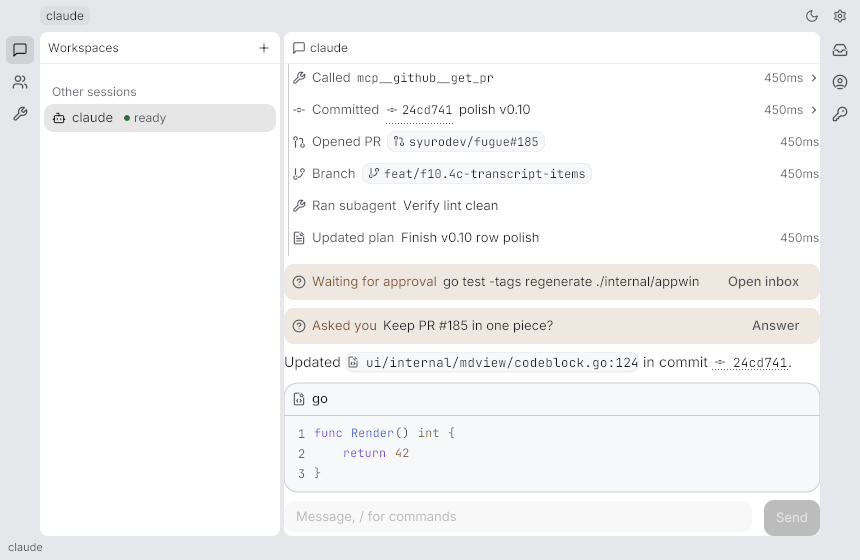 claude
Workspaces
claude
Other sessions
claude ready
Called mcp__github__get_pr 450ms
Committed 24cd741 polish v0.10 450ms
Opened PR syurodev/fugue#185 450ms
Branch feat/f10.4c-transcript-items 450ms
Ran subagent Verify lint clean
Updated plan Finish v0.10 row polish 450ms
Waiting for approval go test -tags regenerate ./internal/appwin Open inbox
Asked you Keep PR #185 in one piece? Answer
Updated ui/internal/mdview/codeblock.go:124 in commit 24cd741.
go
1 func Render() int {
2     return 42
3 }
Message, / for commands Send
claude